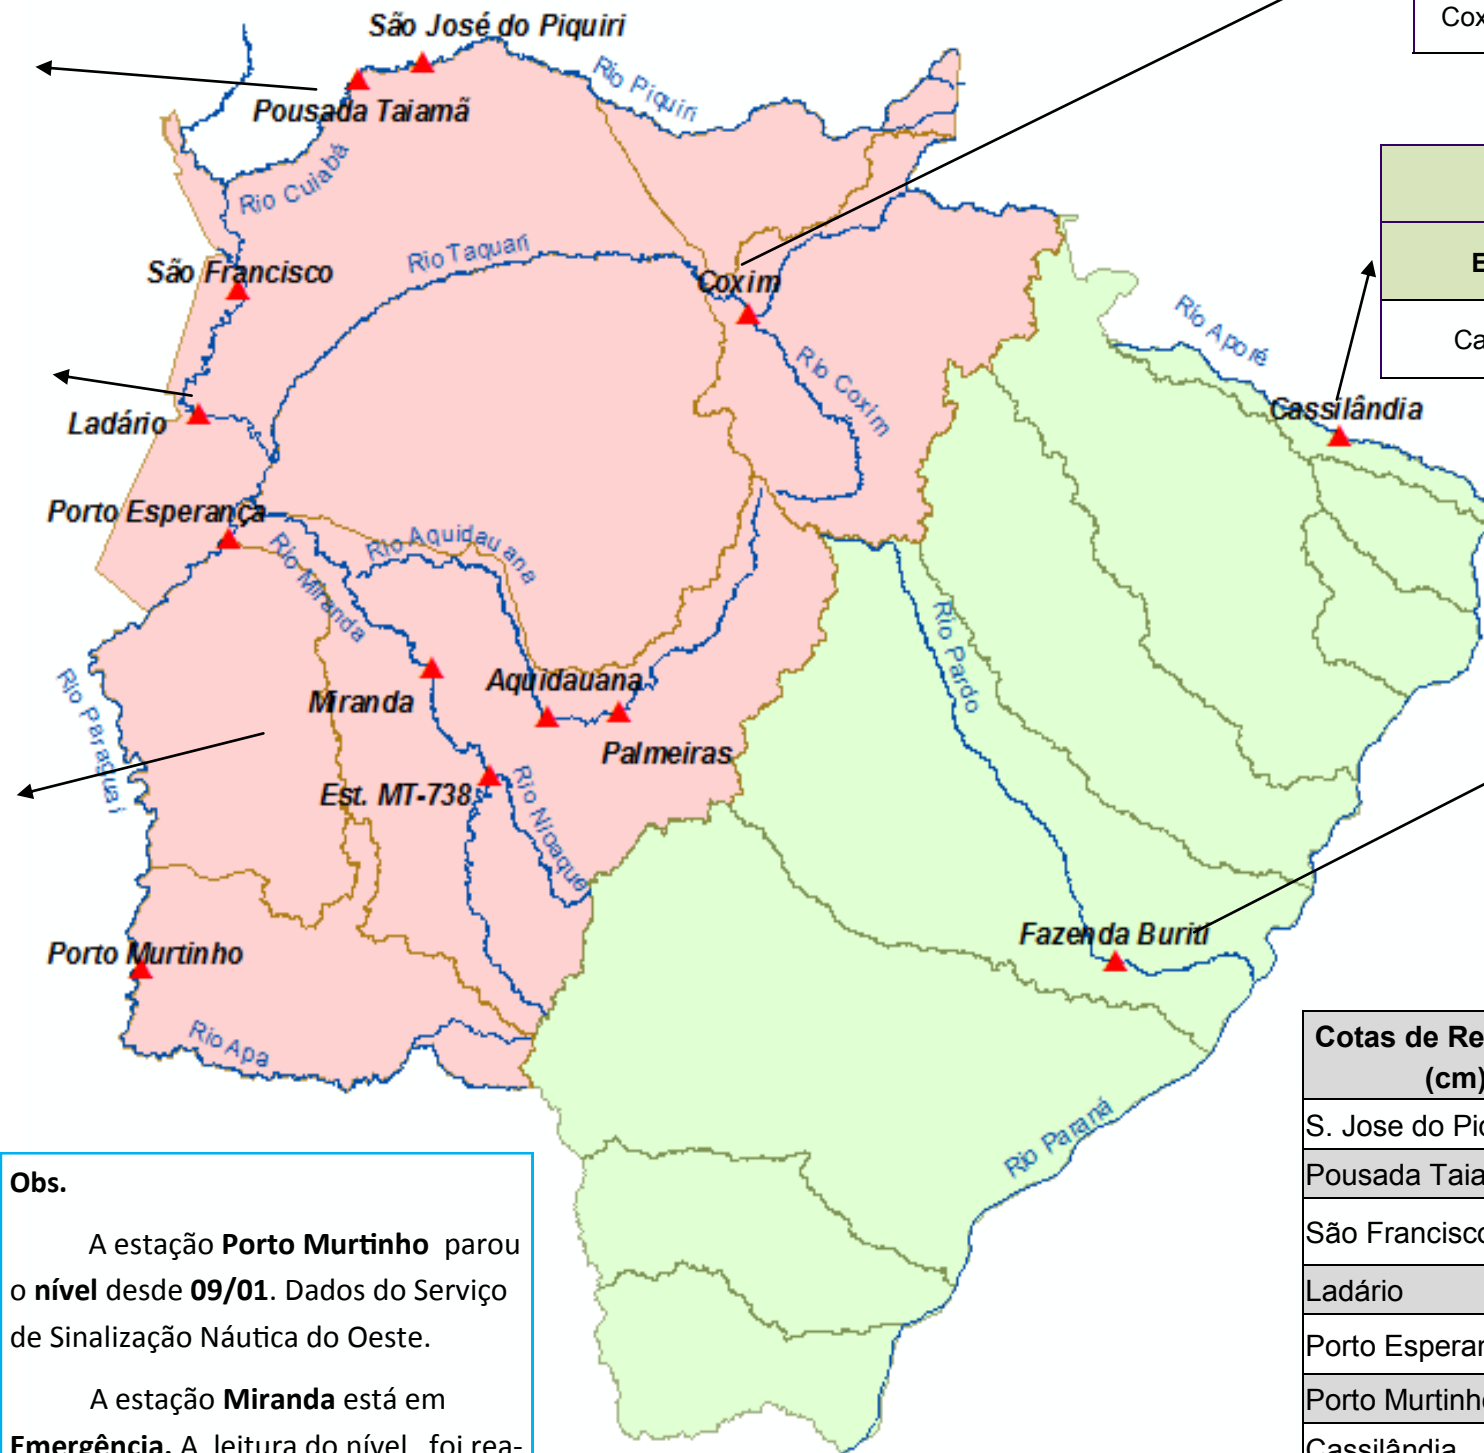 São José do Piquiri
Cox
Rio Piquiri
Pousada Taiamã
Rio Cuiabá
Rio Taquari
São Francisco
Coxim
E
Rio Aporé
Ca
Rio Coxim
Cassilândia
Ladário
Porto Esperança
Rio Aquidauana
Rio Miranda
Rio Pardo
Rio Paraguai
Aquidauana
Miranda
Palmeiras
Est. MT-738
Rio Nioaque
Fazenda Buriti
Porto Murtinho
Rio Apa
Rio Paraná
Cotas de Re
(cm)
S. Jose do Pi
Pousada Taia
São Francisco
Ladário
Porto Espera
Porto Murtinh
Cassilândia
Obs.
A estação Porto Murtinho parou
o nível desde 09/01. Dados do Serviço
de Sinalização Náutica do Oeste.
A estação Miranda está em
Emergência. A leitura do nível foi rea-